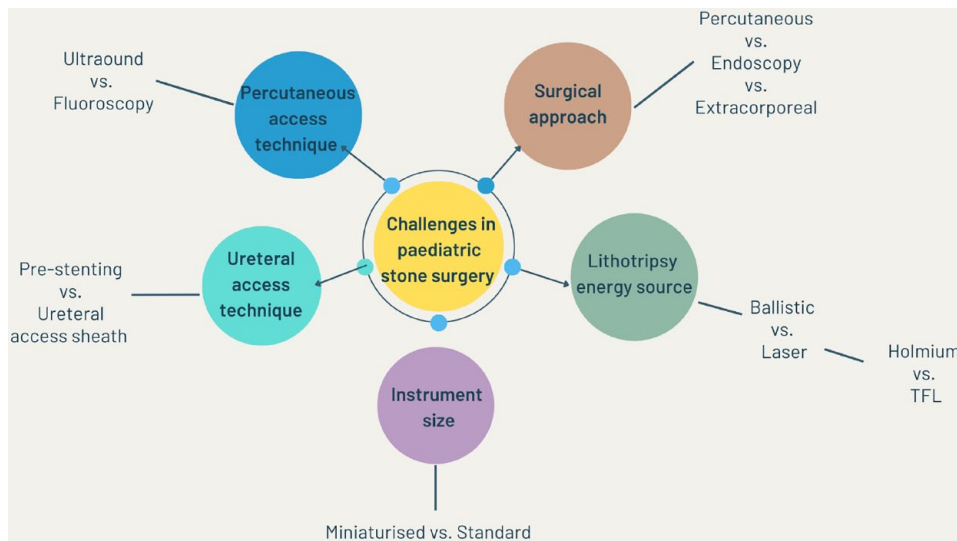 Ultraound
vs.
Fluoroscopy
Percutaneous
access
technique
Surgical
approach
Percutaneous
vs.
Endoscopy
vs.
Extracorporeal
Challenges in
paediatric
stone surgery
Pre-stenting
vs.
Ureteral
access sheath
Ureteral
access
technique
Lithotripsy
energy source
Ballistic
vs.
Laser
Holmium
vs.
TFL
Instrument
size
Miniaturised vs. Standard